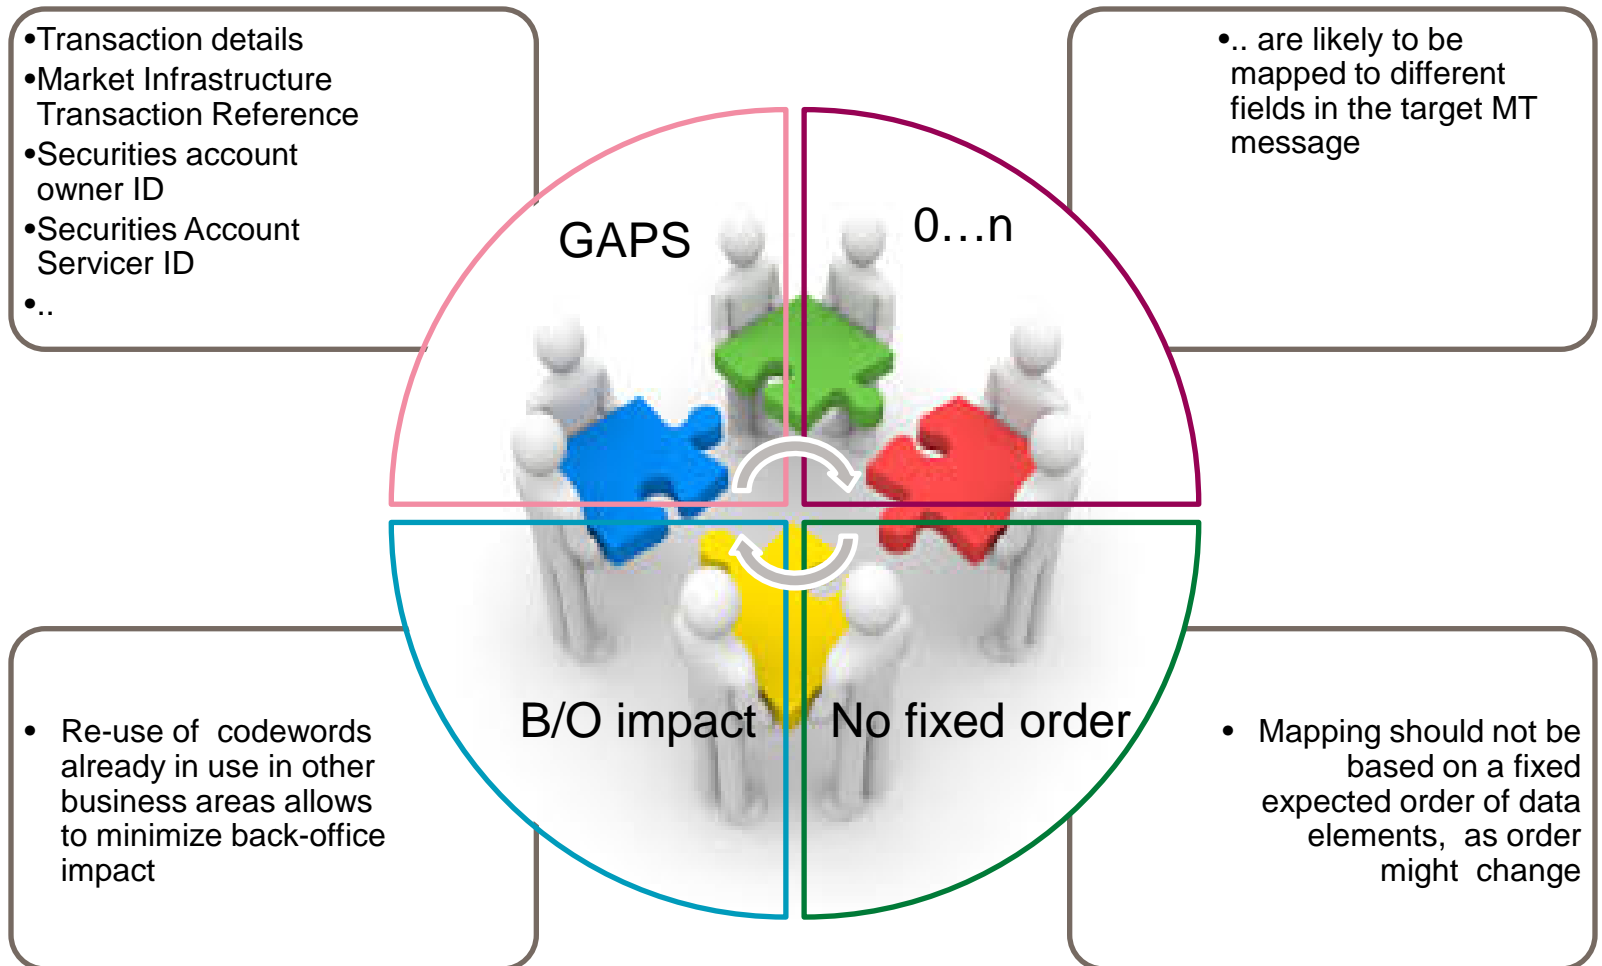 •Transaction details
•Market Infrastructure
Transaction Reference
•Securities account
owner ID
•Securities Account
Servicer ID
•..
•.. are likely to be
mapped to different
fields in the target MT
message
GAPS
0...n
B/O impact
No fixed order
• Re-use of codewords
already in use in other
business areas allows
to minimize back-office
impact
• Mapping should not be
based on a fixed
expected order of data
elements, as order
might change